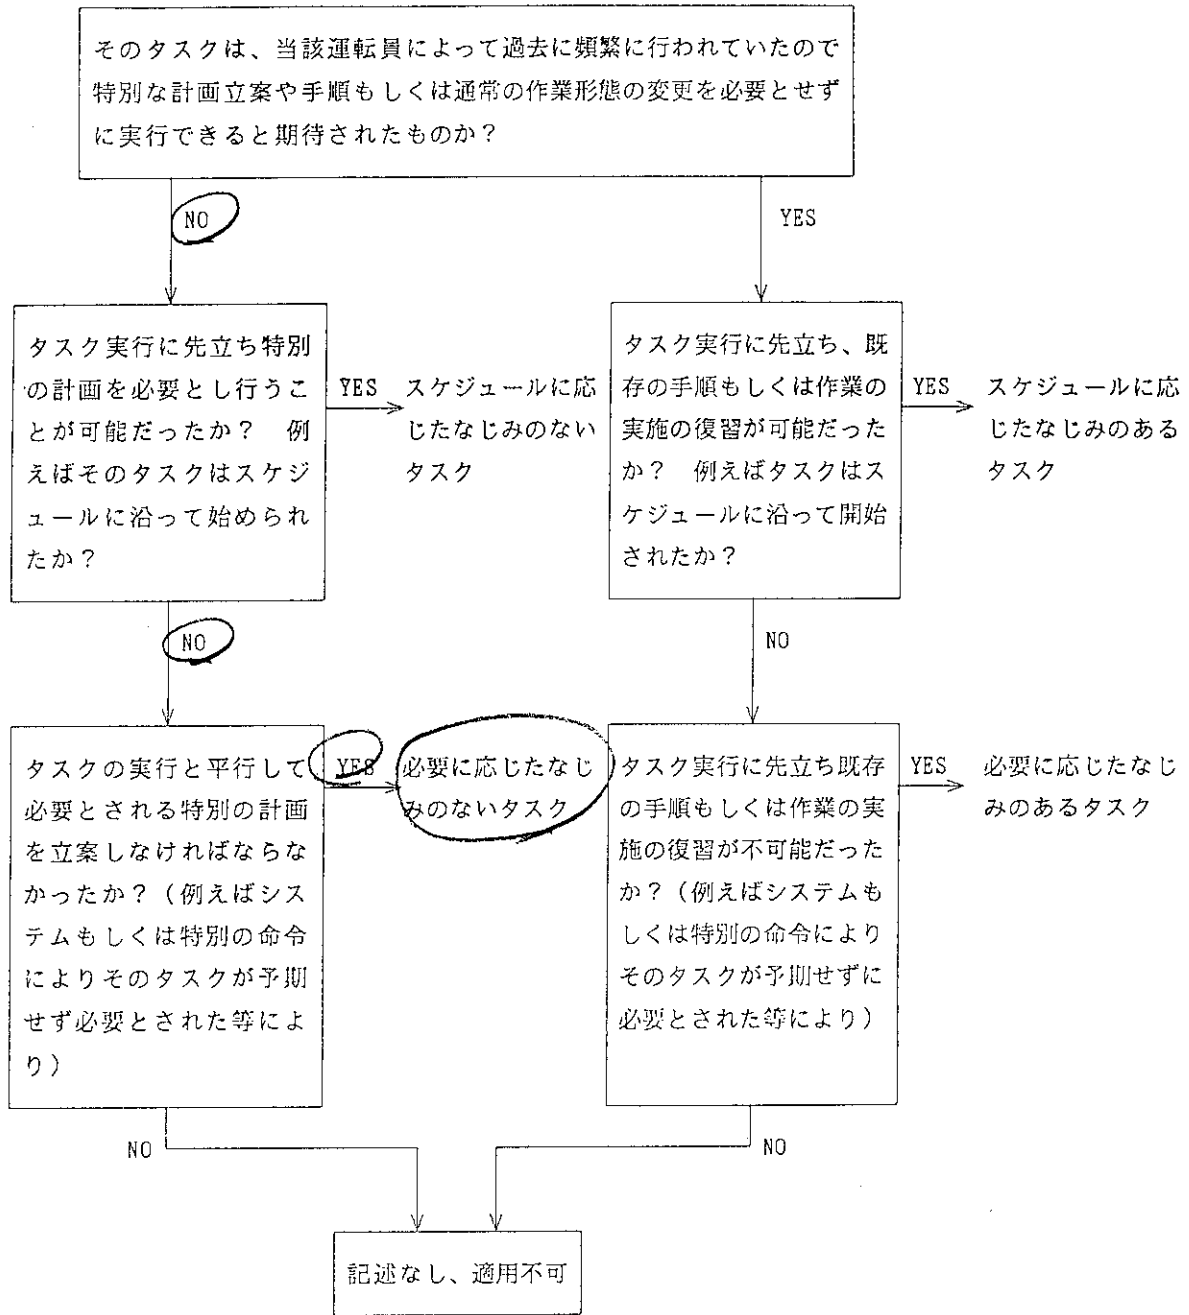 そのタスクは、当該運転員によって過去に頻繁に行われていたので
特別な計画立案や手順もしくは通常の作業形態の変更を必要とせず
に実行できると期待されたものか？
NO
YES
タスク実行に先立ち特別
の計画を必要とし行うこ
とが可能だったか？　例
えばそのタスクはスケジ
ュールに沿って始められ
たか？
YES
スケジュールに応
じたなじみのない
タスク
タスク実行に先立ち、既
存の手順もしくは作業の
実施の復習が可能だった
か？　例えばタスクはス
ケジュールに沿って開始
されたか？
YES
スケジュールに応
じたなじみのある
タスク
NO
NO
タスクの実行と平行して
必要とされる特別の計画
を立案しなければならな
かったか？（例えばシス
テムもしくは特別の命令
によりそのタスクが予期
せず必要とされた等によ
り）
YES
必要に応じたなじ
みのないタスク
タスク実行に先立ち既存
の手順もしくは作業の実
施の復習が不可能だった
か？（例えばシステムも
しくは特別の命令により
そのタスクが予期せずに
必要とされた等により）
YES
必要に応じたなじ
みのあるタスク
NO
NO
記述なし、適用不可